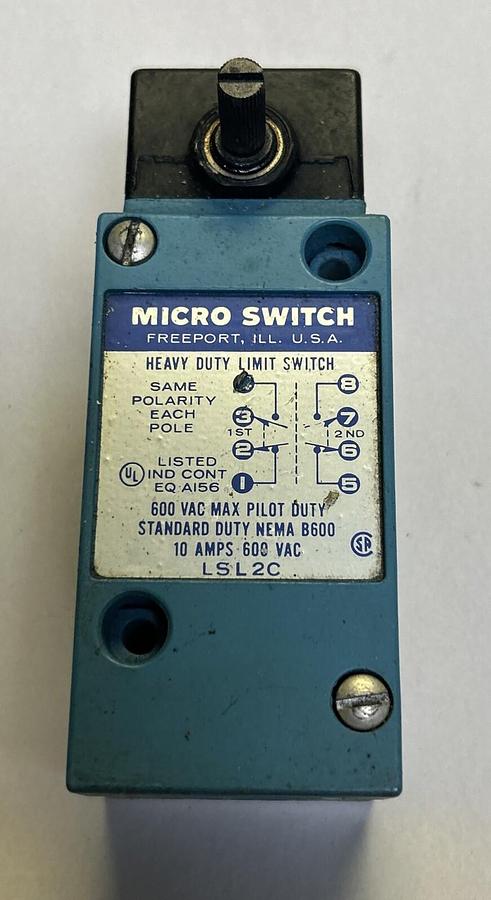 MICRO SWITCH
FREEPORT, ILL. U.S.A.
HEAVY DUTY LIMIT SWITCH
SAME
POLARITY
EACH
POLE
8
3
7
1ST
2ND
2
6
1
5
UL LISTED
IND CONT
EQ A156
600 VAC MAX PILOT DUTY
STANDARD DUTY NEMA B600
10 AMPS 600 VAC
SA
LSL2C